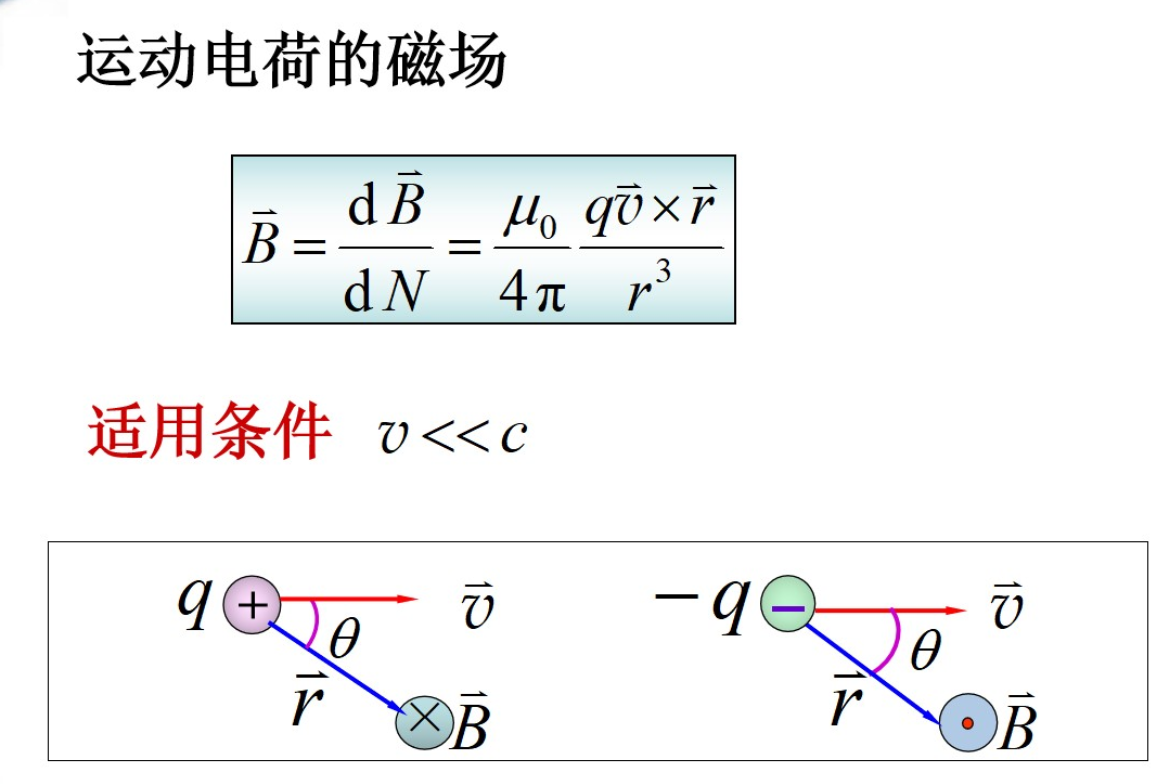 运动电荷的磁场
$\vec{B} = \frac{\mathrm{d}\vec{B}}{\mathrm{d}N} = \frac{\mu_0}{4\pi} \frac{q\vec{v} \times \vec{r}}{r^3}$
适用条件 $v << c$
$q$ + $\vec{v}$ $-q$ − $\vec{v}$
$\theta$ $\theta$
$\vec{r}$ × $\vec{B}$ $\vec{r}$ $\vec{B}$